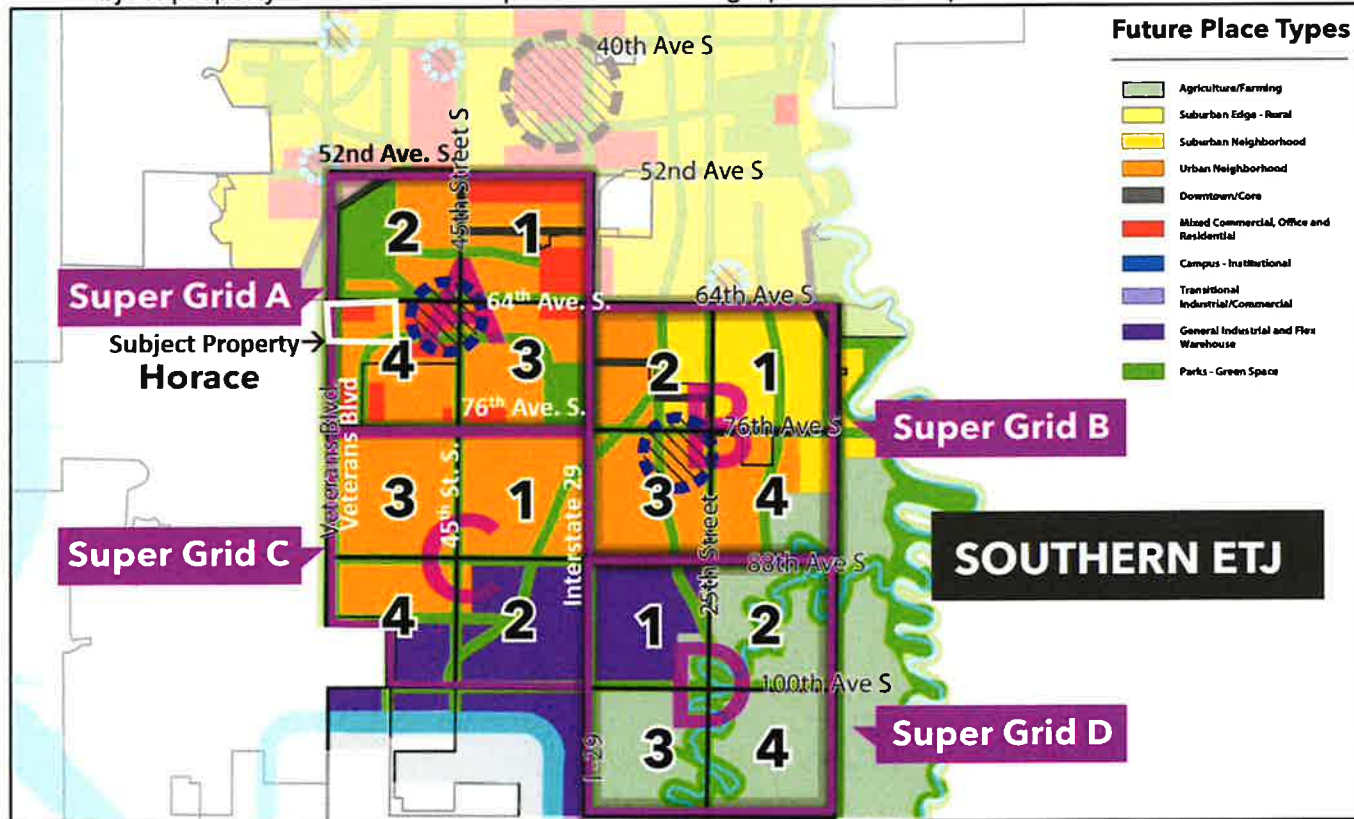 Future Place Types
Agriculture/Farming
Suburban Edge - Rural
Suburban Neighborhood
Urban Neighborhood
Downtown/Core
Mixed Commercial, Office and
Residential
Campus - Institutional
Transitional
Industrial/Commercial
General Industrial and Flex
Warehouse
Parks - Green Space
40th Ave S
52nd Ave. S.
45th Street S
52nd Ave S
2
1
Super Grid A
64th Ave. S.
64th Ave S
Subject Property→
Horace
4
3
2
1
B
76th Ave. S.
76th Ave S
Super Grid B
Veterans Blvd
Veterans Blvd
3
45th St. S.
1
Interstate 29
3
4
25th Street
Super Grid C
C
88th Ave S
SOUTHERN ETJ
4
2
1
2
D
100th Ave S
I-29
3
4
Super Grid D